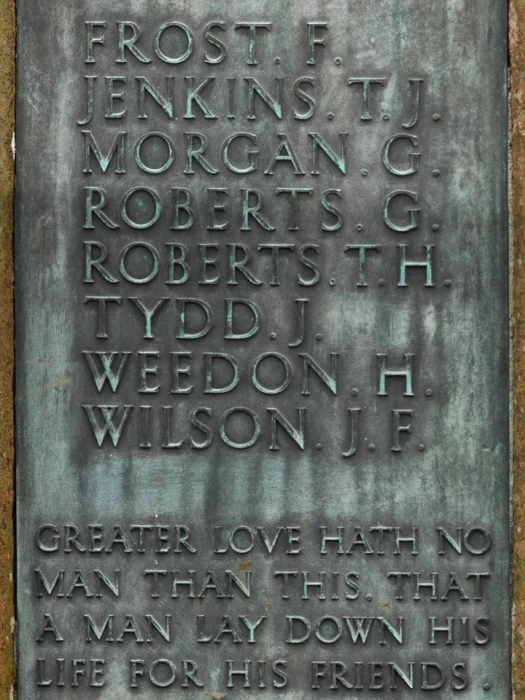 FROST. F.
JENKINS. T. J.
MORGAN. G.
ROBERTS. G.
ROBERTS. T. H.
TYDD. J.
WEEDON. H.
WILSON. J. F.
GREATER LOVE HATH NO
MAN THAN THIS, THAT
A MAN LAY DOWN HIS
LIFE FOR HIS FRIENDS.